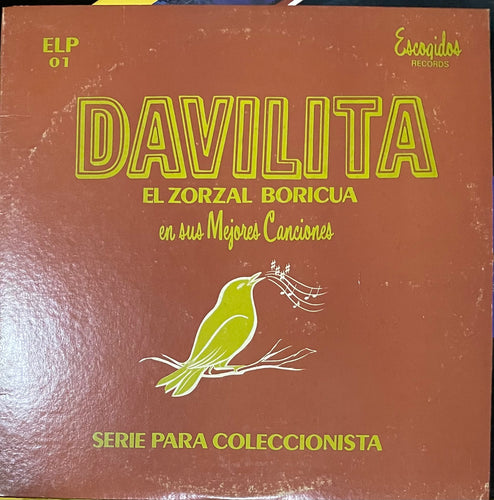 ELP
01
Escogidos
RECORDS
DAVILITA
EL ZORZAL BORICUA
en sus Mejores Canciones
SERIE PARA COLECCIONISTA